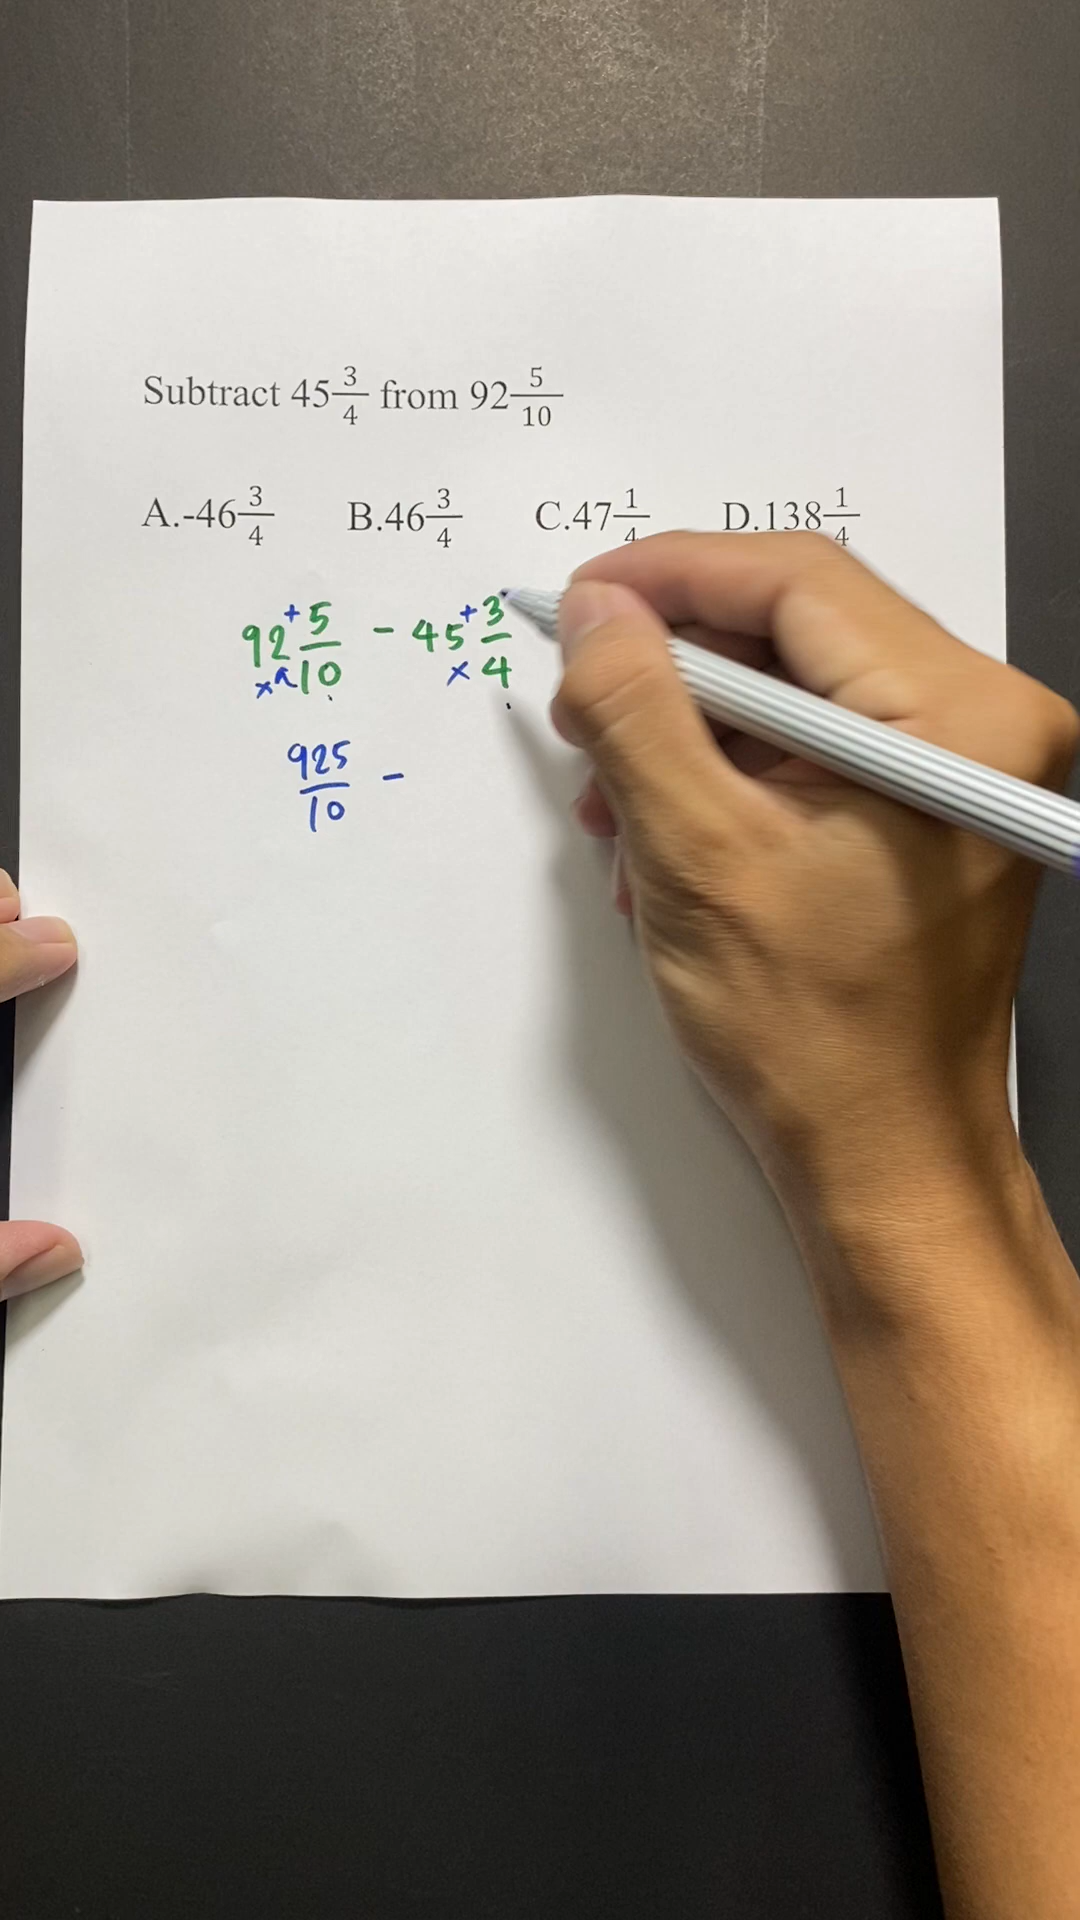 Subtract 45 3/4 from 92 5/10
A.-46 3/4 B.46 3/4 C.47 1/4 D.138 1/4
92 + 5/10 - 45 + 3/4
x x
925/10 -